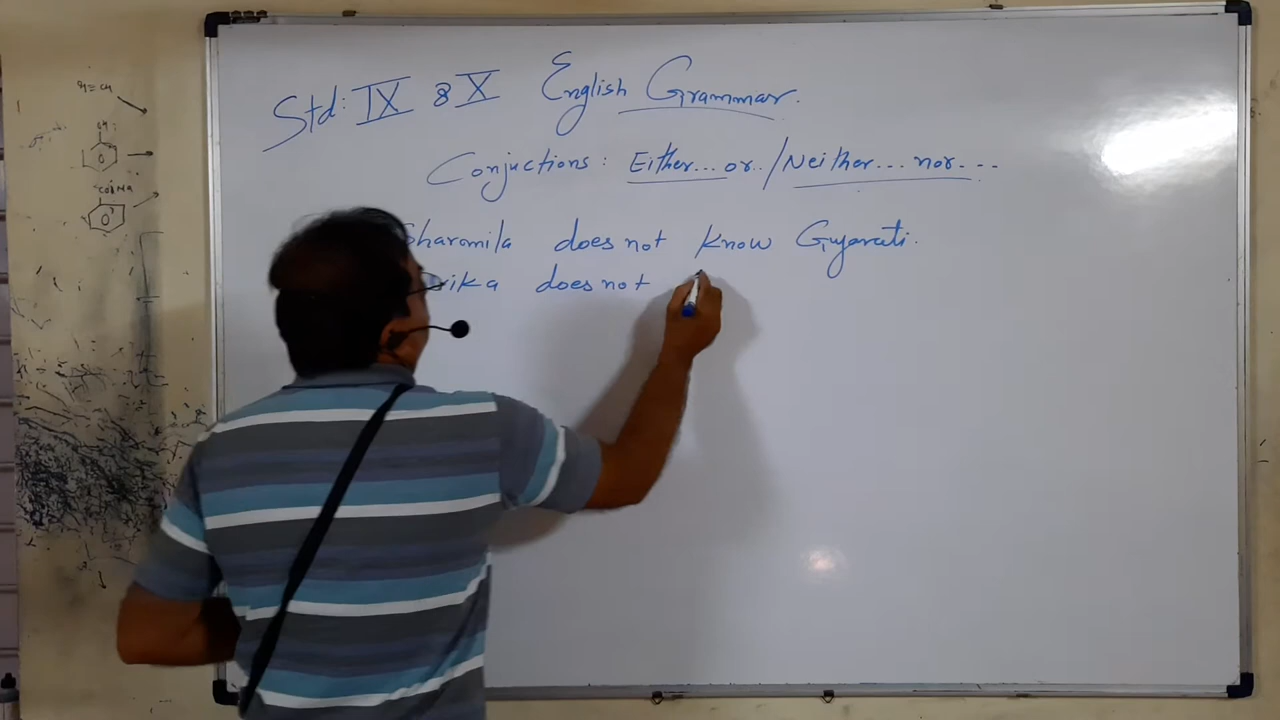 Std: IX & X English Grammar.
Conjuctions: Either... or.. / Neither... nor...
Sharmila does not know Gujarati.
does not